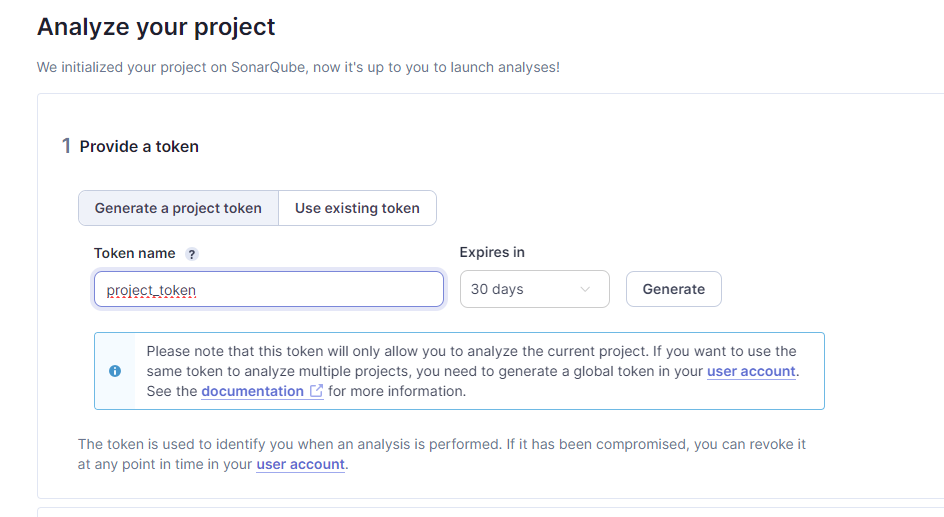 Analyze your project
We initialized your project on SonarQube, now it's up to you to launch analyses!
1 Provide a token
Generate a project token Use existing token
Token name ? Expires in
project_token 30 days Generate
Please note that this token will only allow you to analyze the current project. If you want to use the
same token to analyze multiple projects, you need to generate a global token in your user account.
See the documentation for more information.
The token is used to identify you when an analysis is performed. If it has been compromised, you can revoke it
at any point in time in your user account.